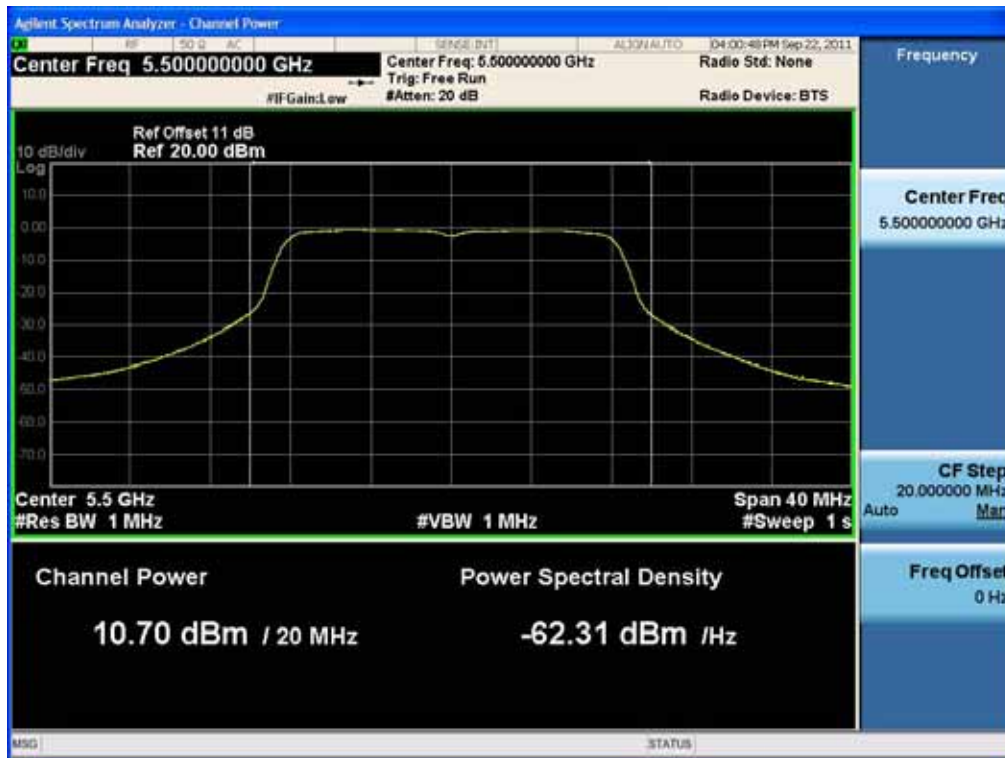 Agilent Spectrum Analyzer - Channel Power
RF 50 Ω AC SENSE:INT ALIGNAUTO 04:00:48 PM Sep 22, 2011
Center Freq 5.500000000 GHz
Center Freq: 5.500000000 GHz
Radio Std: None
Trig: Free Run
#IFGain:Low
#Atten: 20 dB
Radio Device: BTS
Ref Offset 11 dB
10 dB/div
Ref 20.00 dBm
Log
10.0
0.00
-10.0
-20.0
-30.0
-40.0
-50.0
-60.0
-70.0
Center 5.5 GHz
Span 40 MHz
#Res BW 1 MHz
#VBW 1 MHz
#Sweep 1 s
Channel Power
Power Spectral Density
10.70 dBm / 20 MHz
-62.31 dBm /Hz
MSG
STATUS
Frequency
Center Freq
5.500000000 GHz
CF Step
20.000000 MHz
Auto Man
Freq Offset
0 Hz